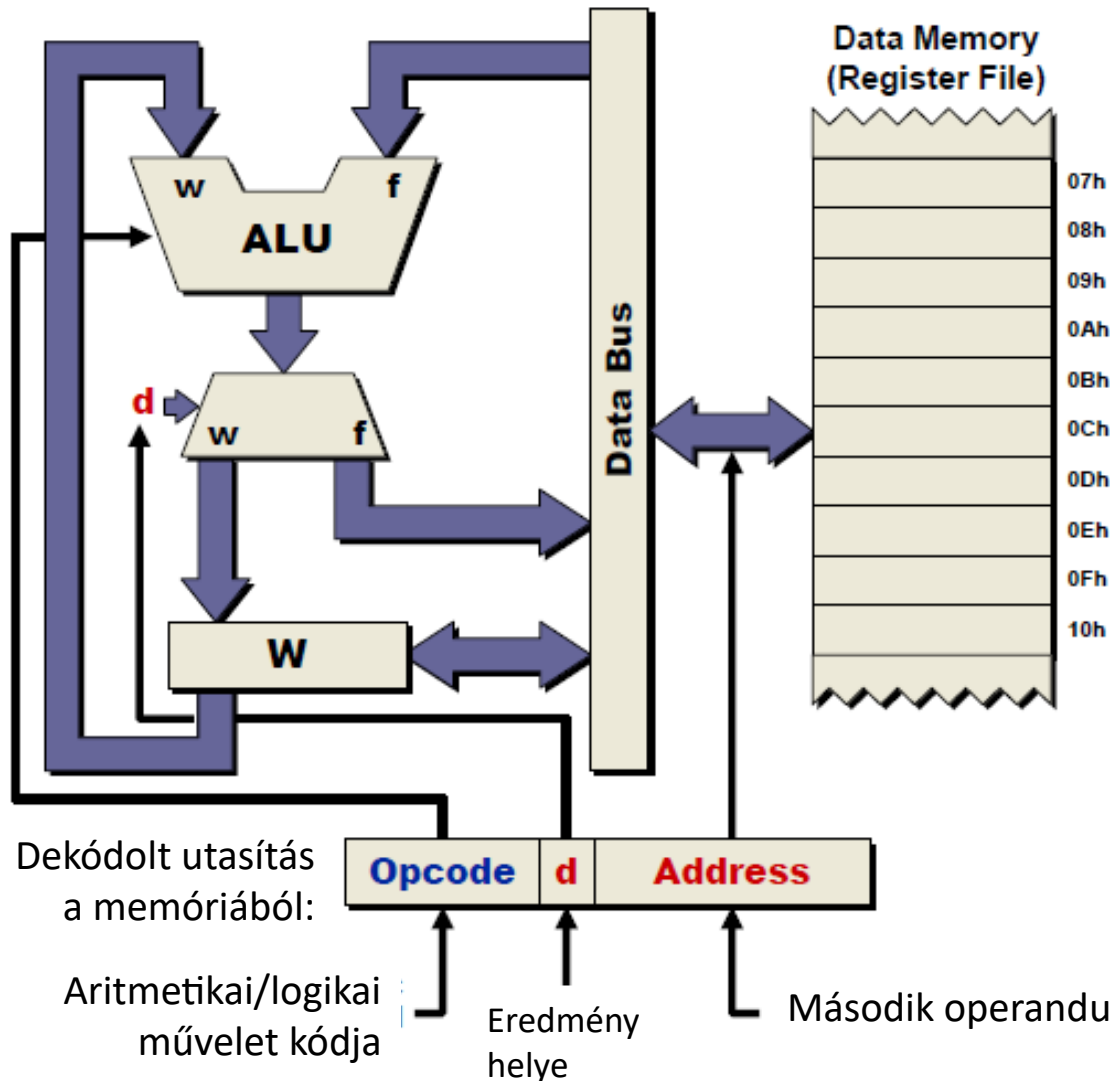 Data Memory
(Register File)
w
f
ALU
07h
08h
09h
0Ah
0Bh
0Ch
0Dh
0Eh
0Fh
10h
Data Bus
d
w
f
W
Dekódolt utasítás
a memóriából:
Opcode
d
Address
Aritmetikai/logikai
művelet kódja
Eredmény
helye
Második operandu